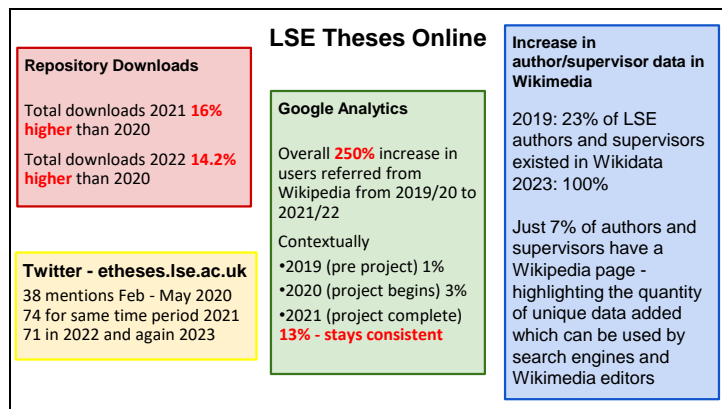 LSE Theses Online
Repository Downloads
Total downloads 2021 16%
higher than 2020
Total downloads 2022 14.2%
higher than 2020
Twitter - etheses.lse.ac.uk
38 mentions Feb - May 2020
74 for same time period 2021
71 in 2022 and again 2023
Google Analytics
Overall 250% increase in
users referred from
Wikipedia from 2019/20 to
2021/22
Contextually
•2019 (pre project) 1%
•2020 (project begins) 3%
•2021 (project complete)
13% - stays consistent
Increase in
author/supervisor data in
Wikimedia
2019: 23% of LSE
authors and supervisors
existed in Wikidata
2023: 100%
Just 7% of authors and
supervisors have a
Wikipedia page -
highlighting the quantity
of unique data added
which can be used by
search engines and
Wikimedia editors